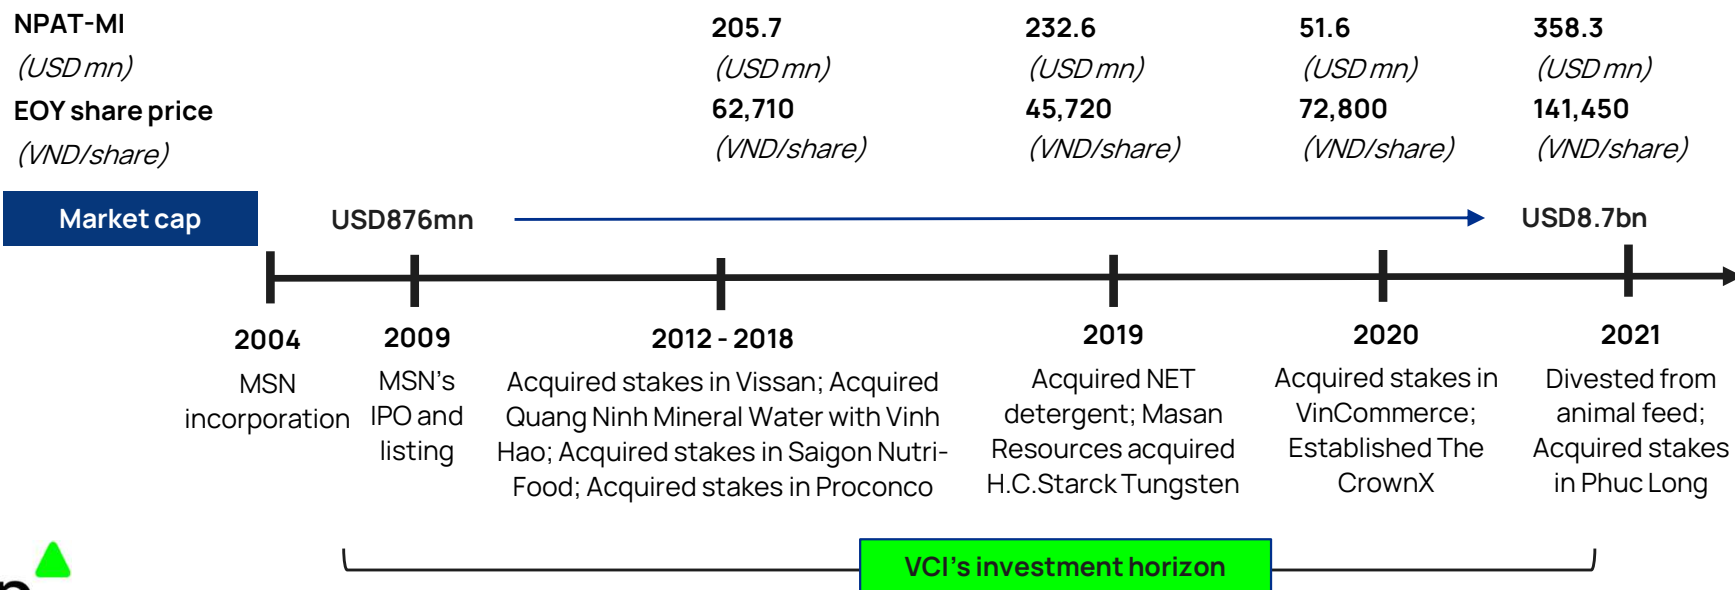 NPAT-MI 205.7 232.6 51.6 358.3
(USD mn) (USD mn) (USD mn) (USD mn) (USD mn)
EOY share price 62,710 45,720 72,800 141,450
(VND/share) (VND/share) (VND/share) (VND/share) (VND/share)
Market cap USD876mn USD8.7bn
2004
MSN
incorporation
2009
MSN's
IPO and
listing
2012 - 2018
Acquired stakes in Vissan; Acquired
Quang Ninh Mineral Water with Vinh
Hao; Acquired stakes in Saigon Nutri-
Food; Acquired stakes in Proconco
2019
Acquired NET
detergent; Masan
Resources acquired
H.C.Starck Tungsten
2020
Acquired stakes in
VinCommerce;
Established The
CrownX
2021
Divested from
animal feed;
Acquired stakes
in Phuc Long
VCI's investment horizon